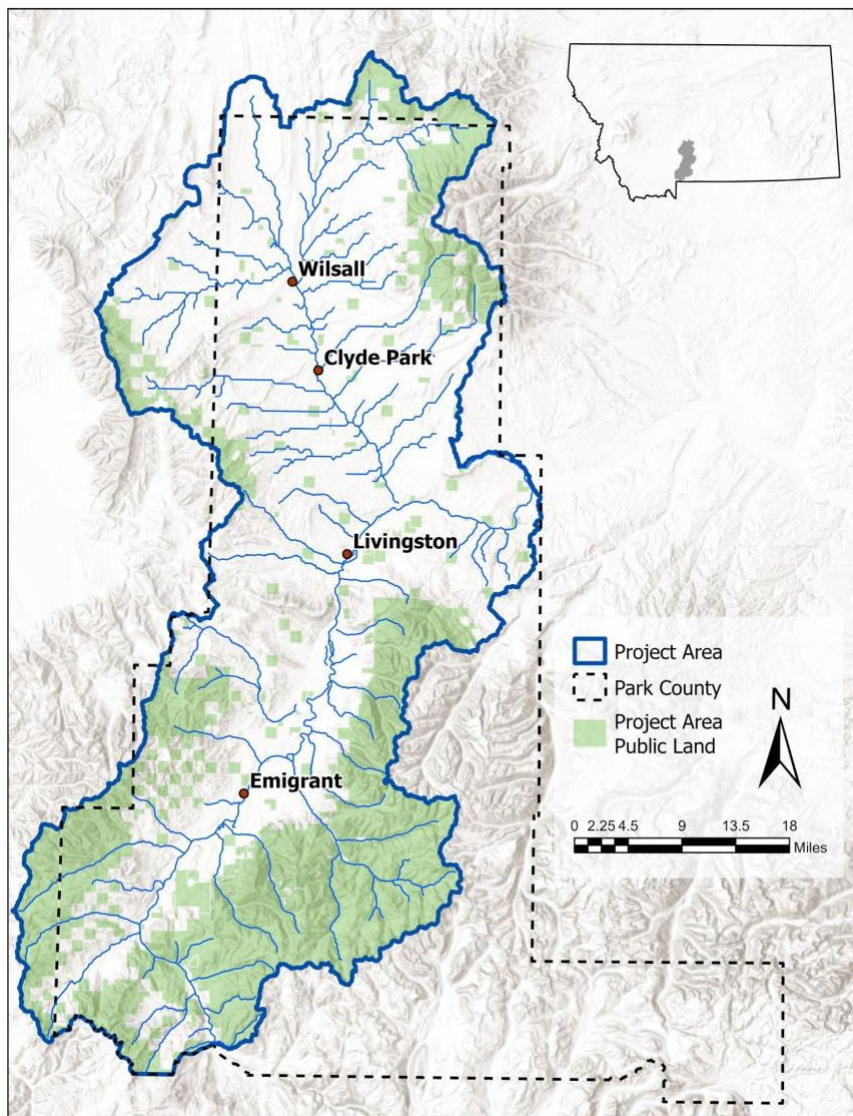 Wilsall
Clyde Park
Livingston
Emigrant
Project Area
Park County
Project Area
Public Land
N
0 2.25 4.5 9 13.5 18
Miles